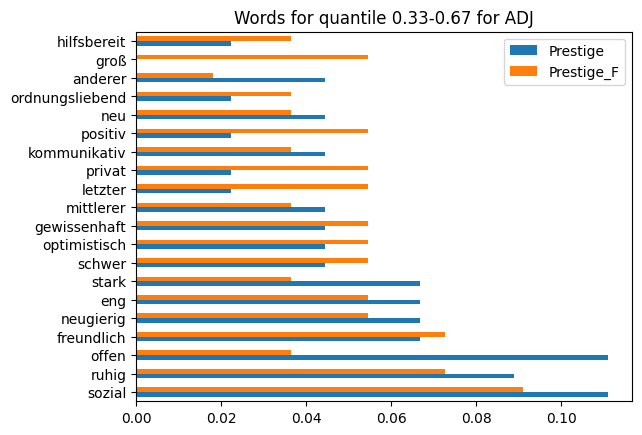 Words for quantile 0.33-0.67 for ADJ
Prestige
Prestige_F
hilfsbereit
groß
anderer
ordnungsliebend
neu
positiv
kommunikativ
privat
letzter
mittlerer
gewissenhaft
optimistisch
schwer
stark
eng
neugierig
freundlich
offen
ruhig
sozial
0.00 0.02 0.04 0.06 0.08 0.10